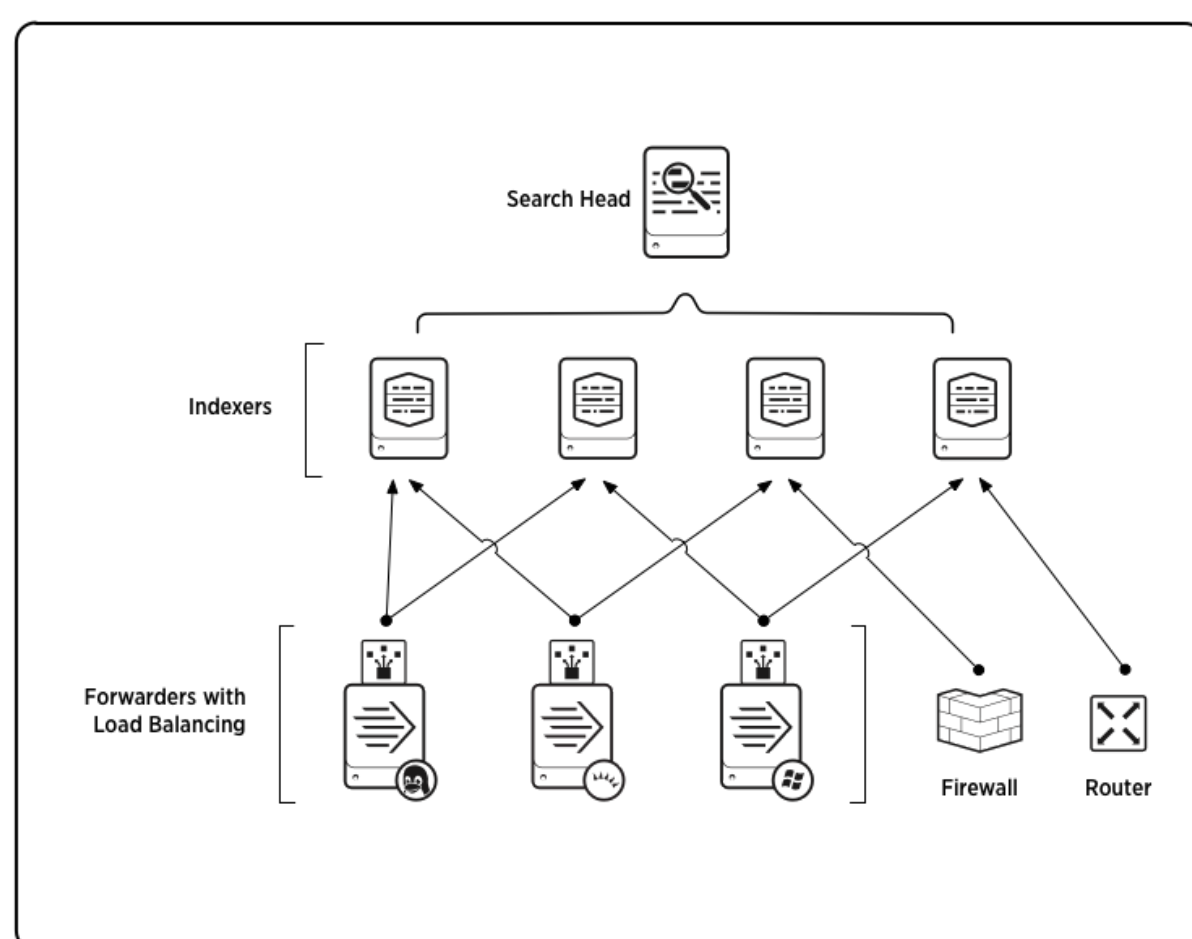 Search Head
Indexers
Forwarders with
Load Balancing
Firewall
Router